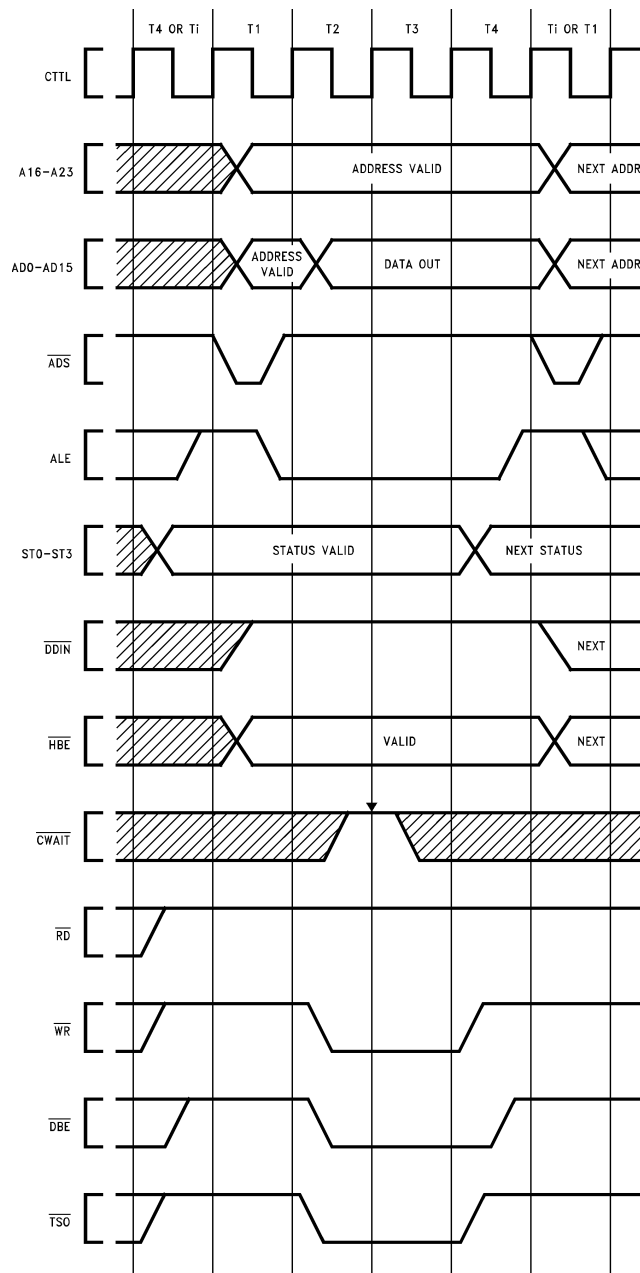 T4 OR Ti T1 T2 T3 T4 Ti OR T1
CTTL
A16-A23 ADDRESS VALID NEXT ADDR
AD0-AD15 ADDRESS VALID DATA OUT NEXT ADDR
ADS
ALE
ST0-ST3 STATUS VALID NEXT STATUS
DDIN NEXT
HBE VALID NEXT
CWAIT
RD
WR
DBE
TSO